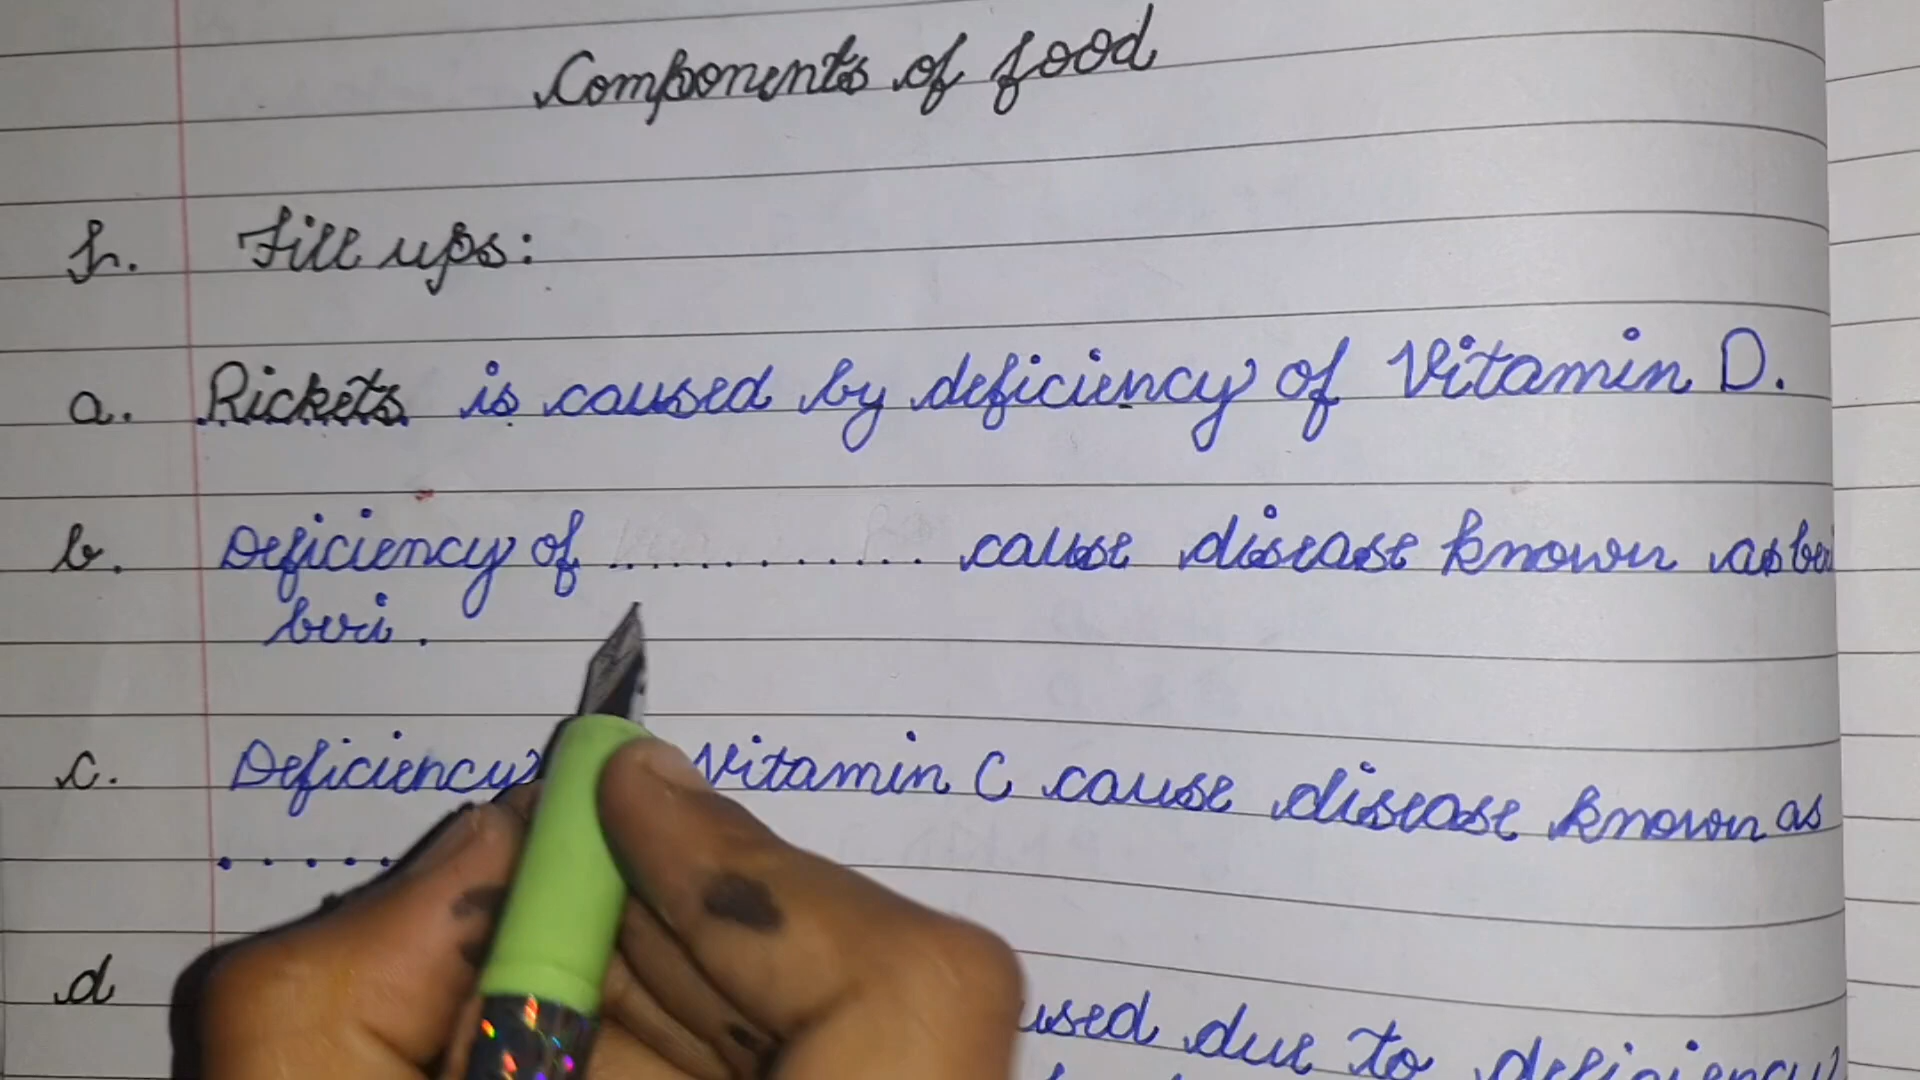 Components of food
h. Fill ups:
a. Rickets is caused by deficiency of Vitamin D.
b. Deficiency of ............ cause disease known as beri
beri.
c. Deficiency Vitamin C cause disease known as
.....
d used due to deficiency